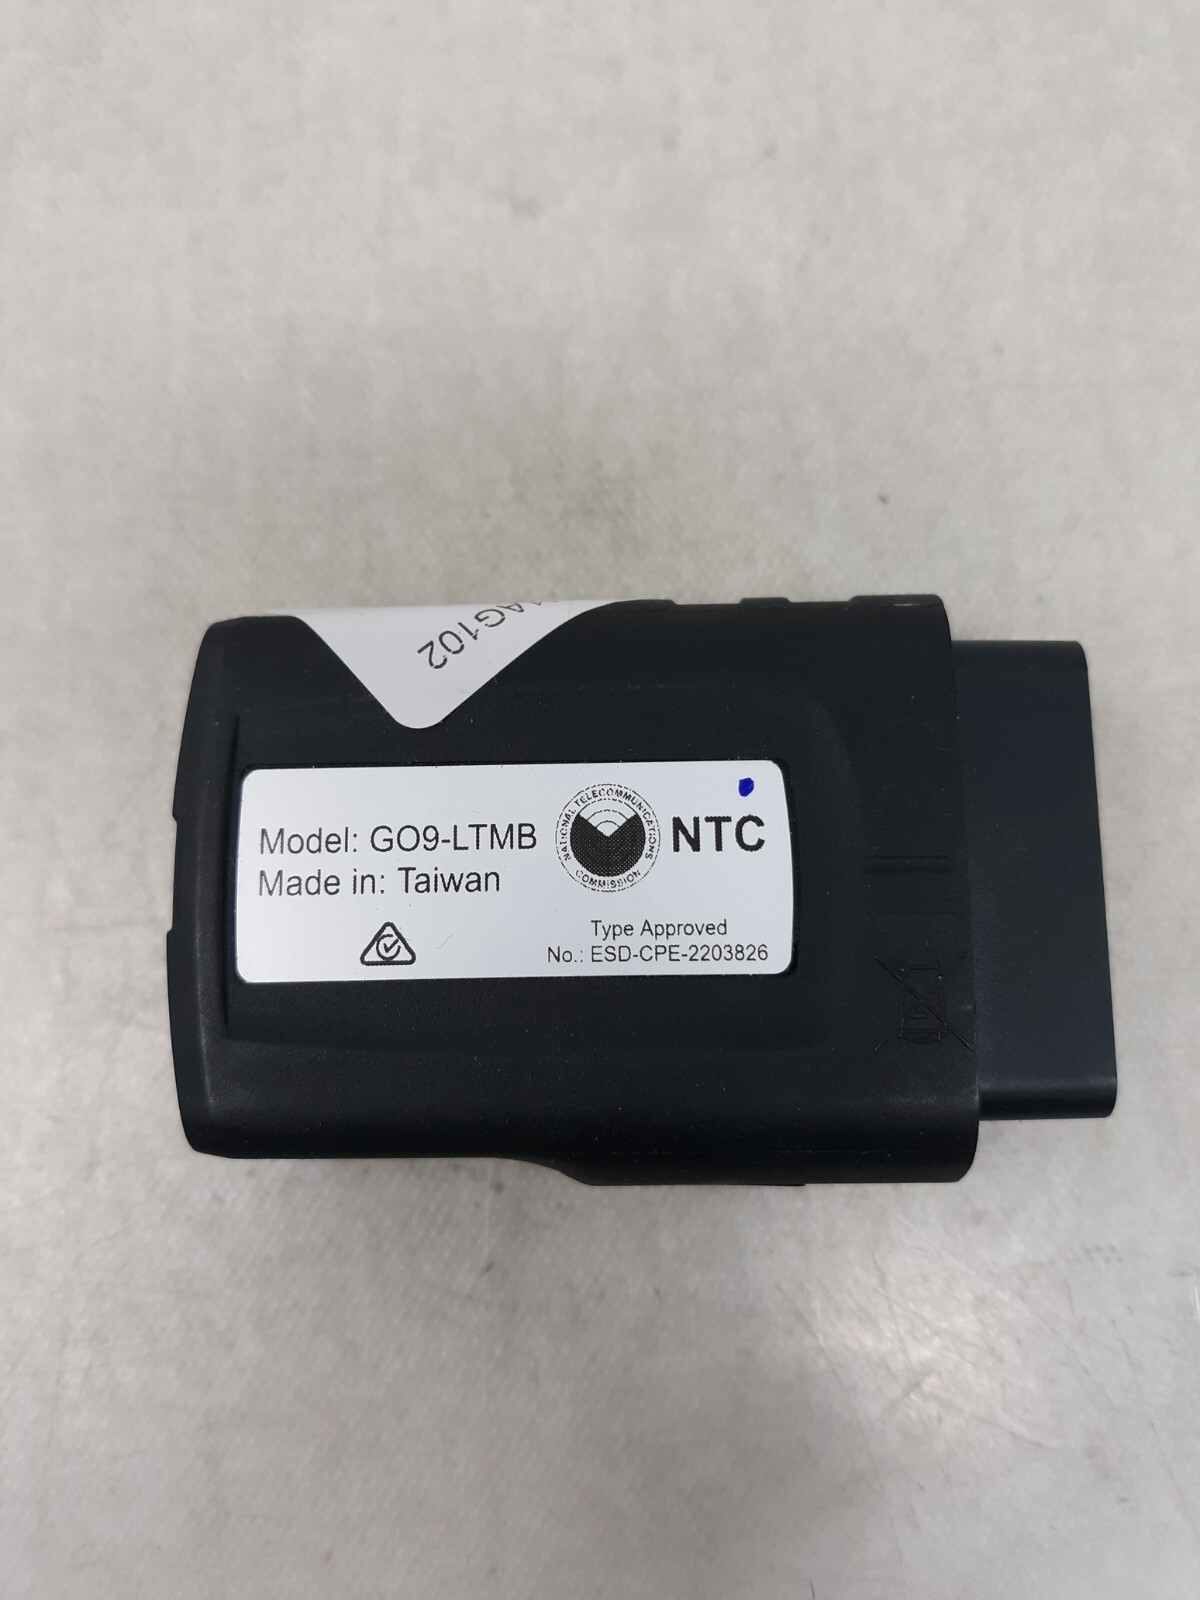 AG102
Model: GO9-LTMB
Made in: Taiwan
NATIONAL TELECOMMUNICATIONS
COMMISSION
NTC
Type Approved
No.: ESD-CPE-2203826